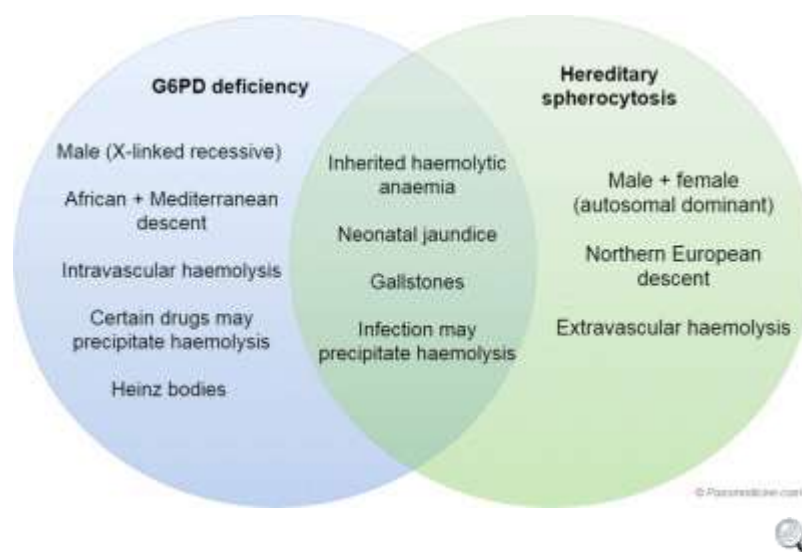 G6PD deficiency
Male (X-linked recessive)
African + Mediterranean
descent
Intravascular haemolysis
Certain drugs may
precipitate haemolysis
Heinz bodies
Inherited haemolytic
anaemia
Neonatal jaundice
Gallstones
Infection may
precipitate haemolysis
Hereditary
spherocytosis
Male + female
(autosomal dominant)
Northern European
descent
Extravascular haemolysis
©